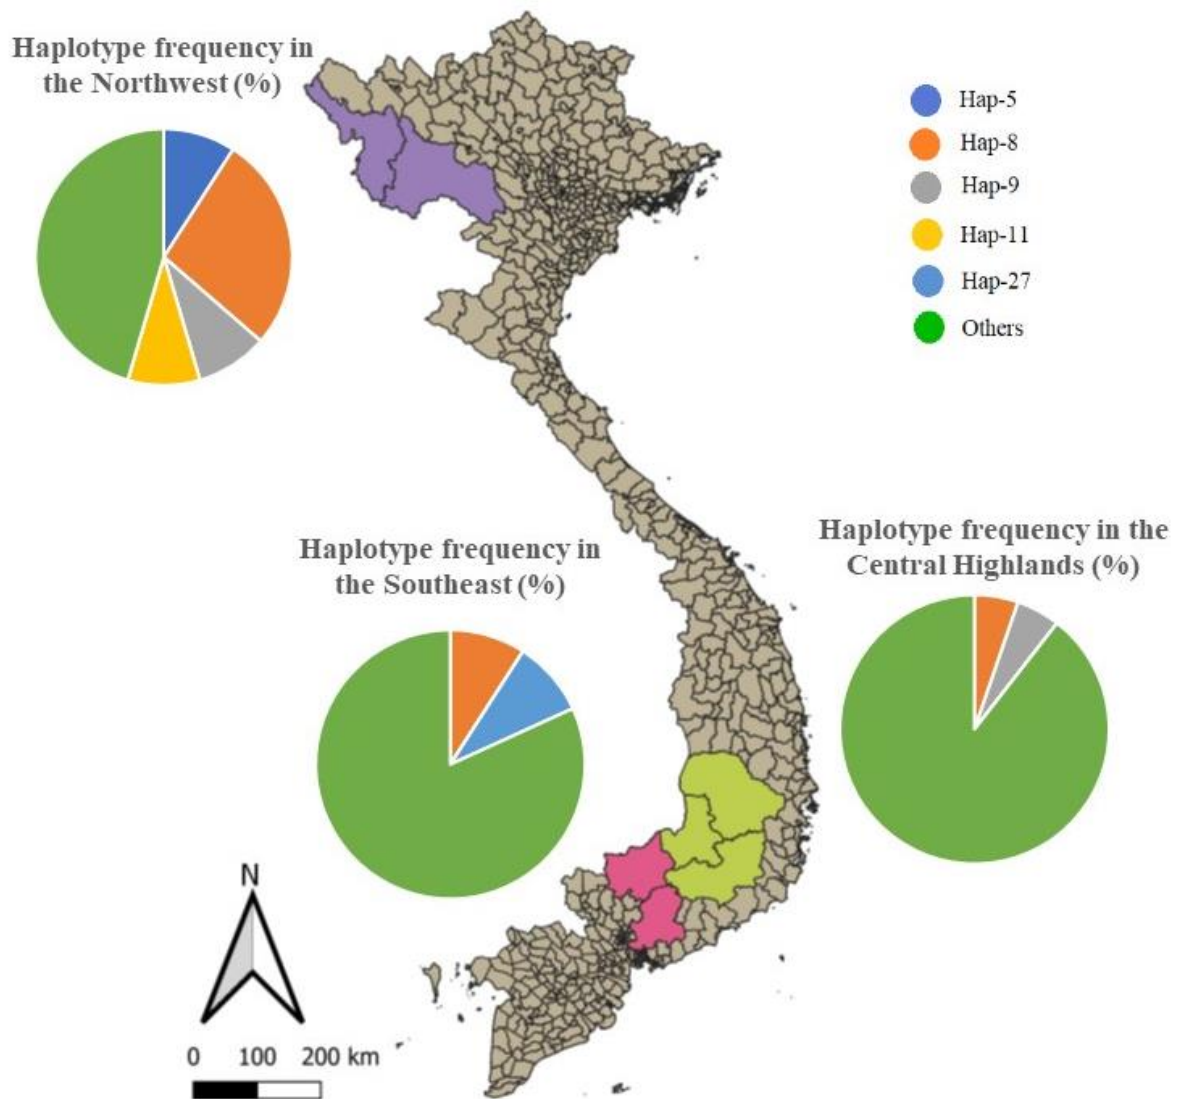 Haplotype frequency in
the Northwest (%)
Hap-5
Hap-8
Hap-9
Hap-11
Hap-27
Others
Haplotype frequency in the
Central Highlands (%)
Haplotype frequency in
the Southeast (%)
N
0 100 200 km